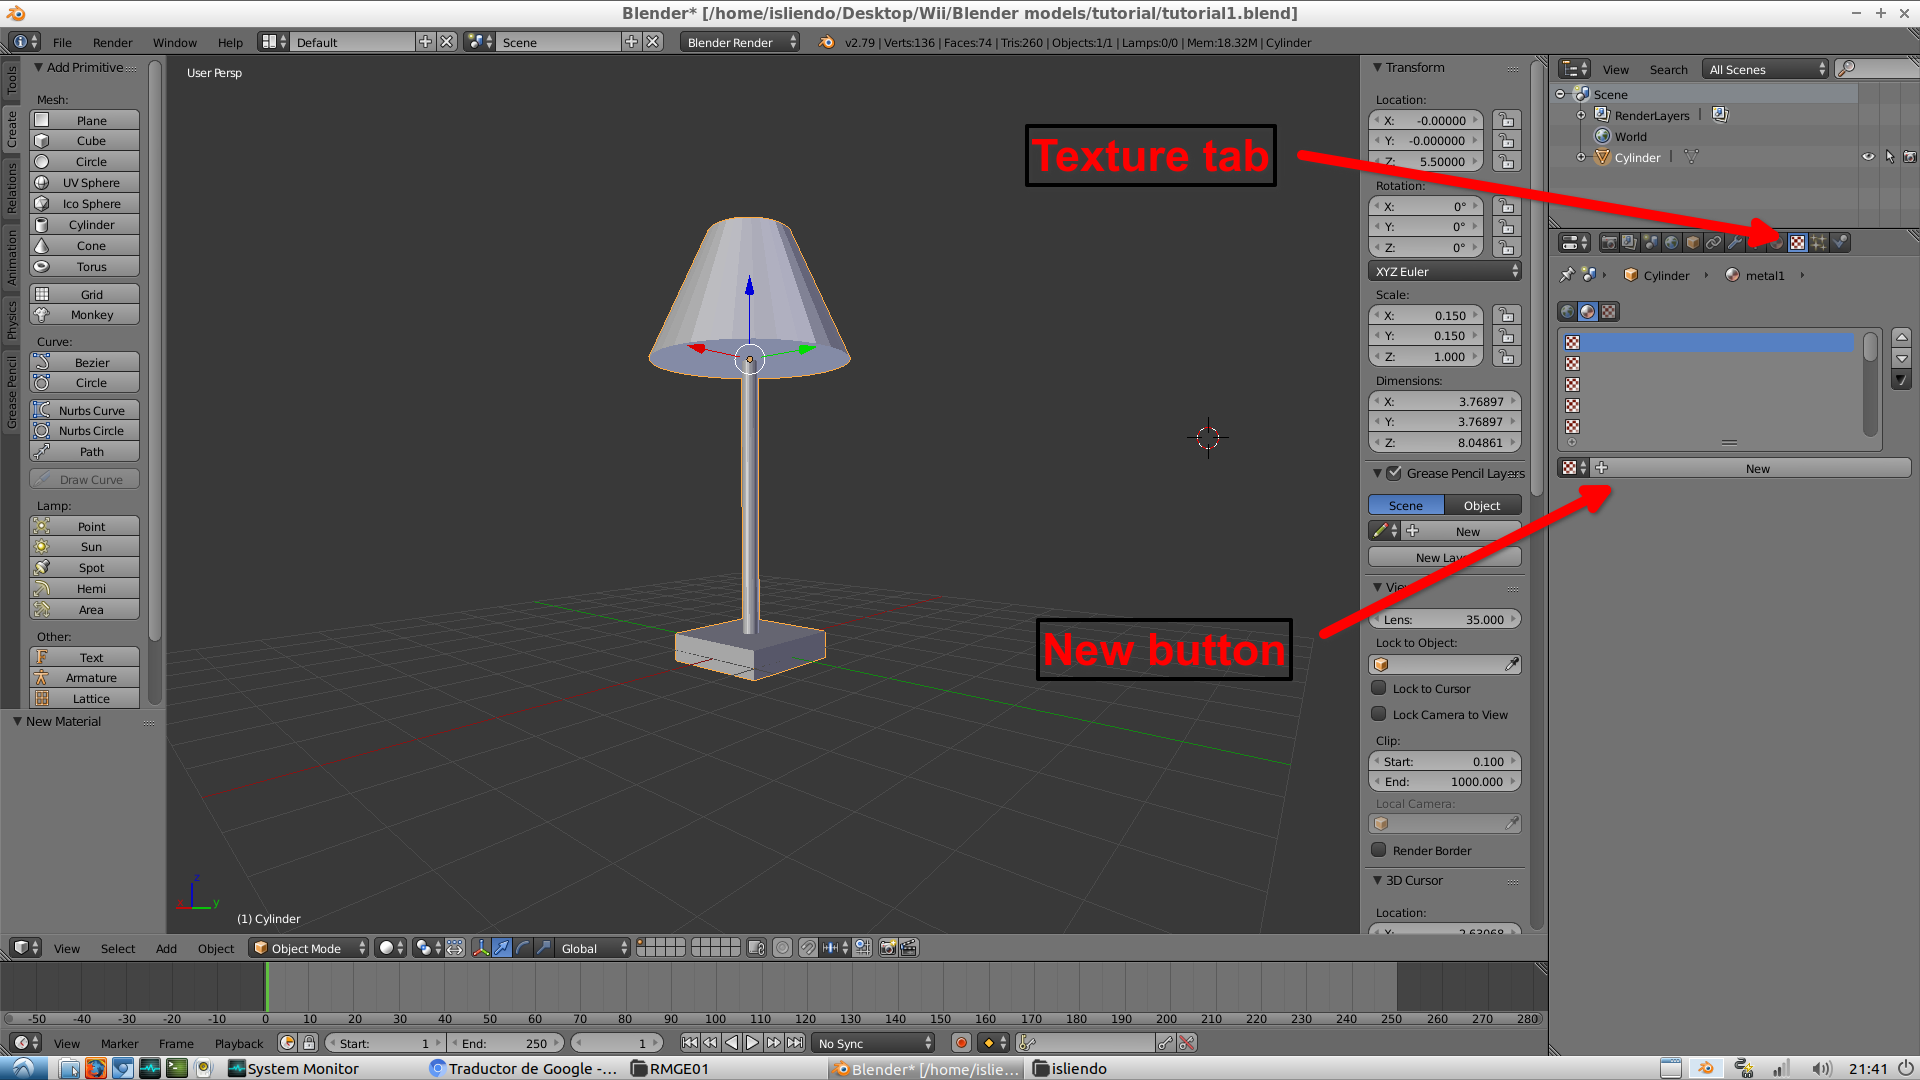 Blender* [/home/isliendo/Desktop/Wii/Blender models/tutorial/tutorial1.blend]
File Render Window Help Default Scene Blender Render v2.79 | Verts:136 | Faces:74 | Tris:260 | Objects:1/1 | Lamps:0/0 | Mem:18.32M | Cylinder
Tools
Create
Relations
Animation
Physics
Grease Pencil
Add Primitive
Mesh:
Plane
Cube
Circle
UV Sphere
Ico Sphere
Cylinder
Cone
Torus
Grid
Monkey
Curve:
Bezier
Circle
Nurbs Curve
Nurbs Circle
Path
Draw Curve
Lamp:
Point
Sun
Spot
Hemi
Area
Other:
Text
Armature
Lattice
New Material
User Persp
Texture tab
New button
z
x y
(1) Cylinder
Transform
Location:
X: -0.00000
Y: -0.000000
Z: 5.50000
Rotation:
X: 0°
Y: 0°
Z: 0°
XYZ Euler
Scale:
X: 0.150
Y: 0.150
Z: 1.000
Dimensions:
X: 3.76897
Y: 3.76897
Z: 8.04861
Grease Pencil Layers
Scene Object
New
New Lay
View
Lens: 35.000
Lock to Object:
Lock to Cursor
Lock Camera to View
Clip:
Start: 0.100
End: 1000.000
Local Camera:
Render Border
3D Cursor
Location:
X: 2.63068
View Search All Scenes
Scene
RenderLayers |
World
Cylinder |
Cylinder metal1
New
View Select Add Object Object Mode Global
-50 -40 -30 -20 -10 0 10 20 30 40 50 60 70 80 90 100 110 120 130 140 150 160 170 180 190 200 210 220 230 240 250 260 270 280
View Marker Frame Playback Start: 1 End: 250 1 No Sync
System Monitor Traductor de Google -... RMGE01 Blender* [/home/islie... isliendo 21:41